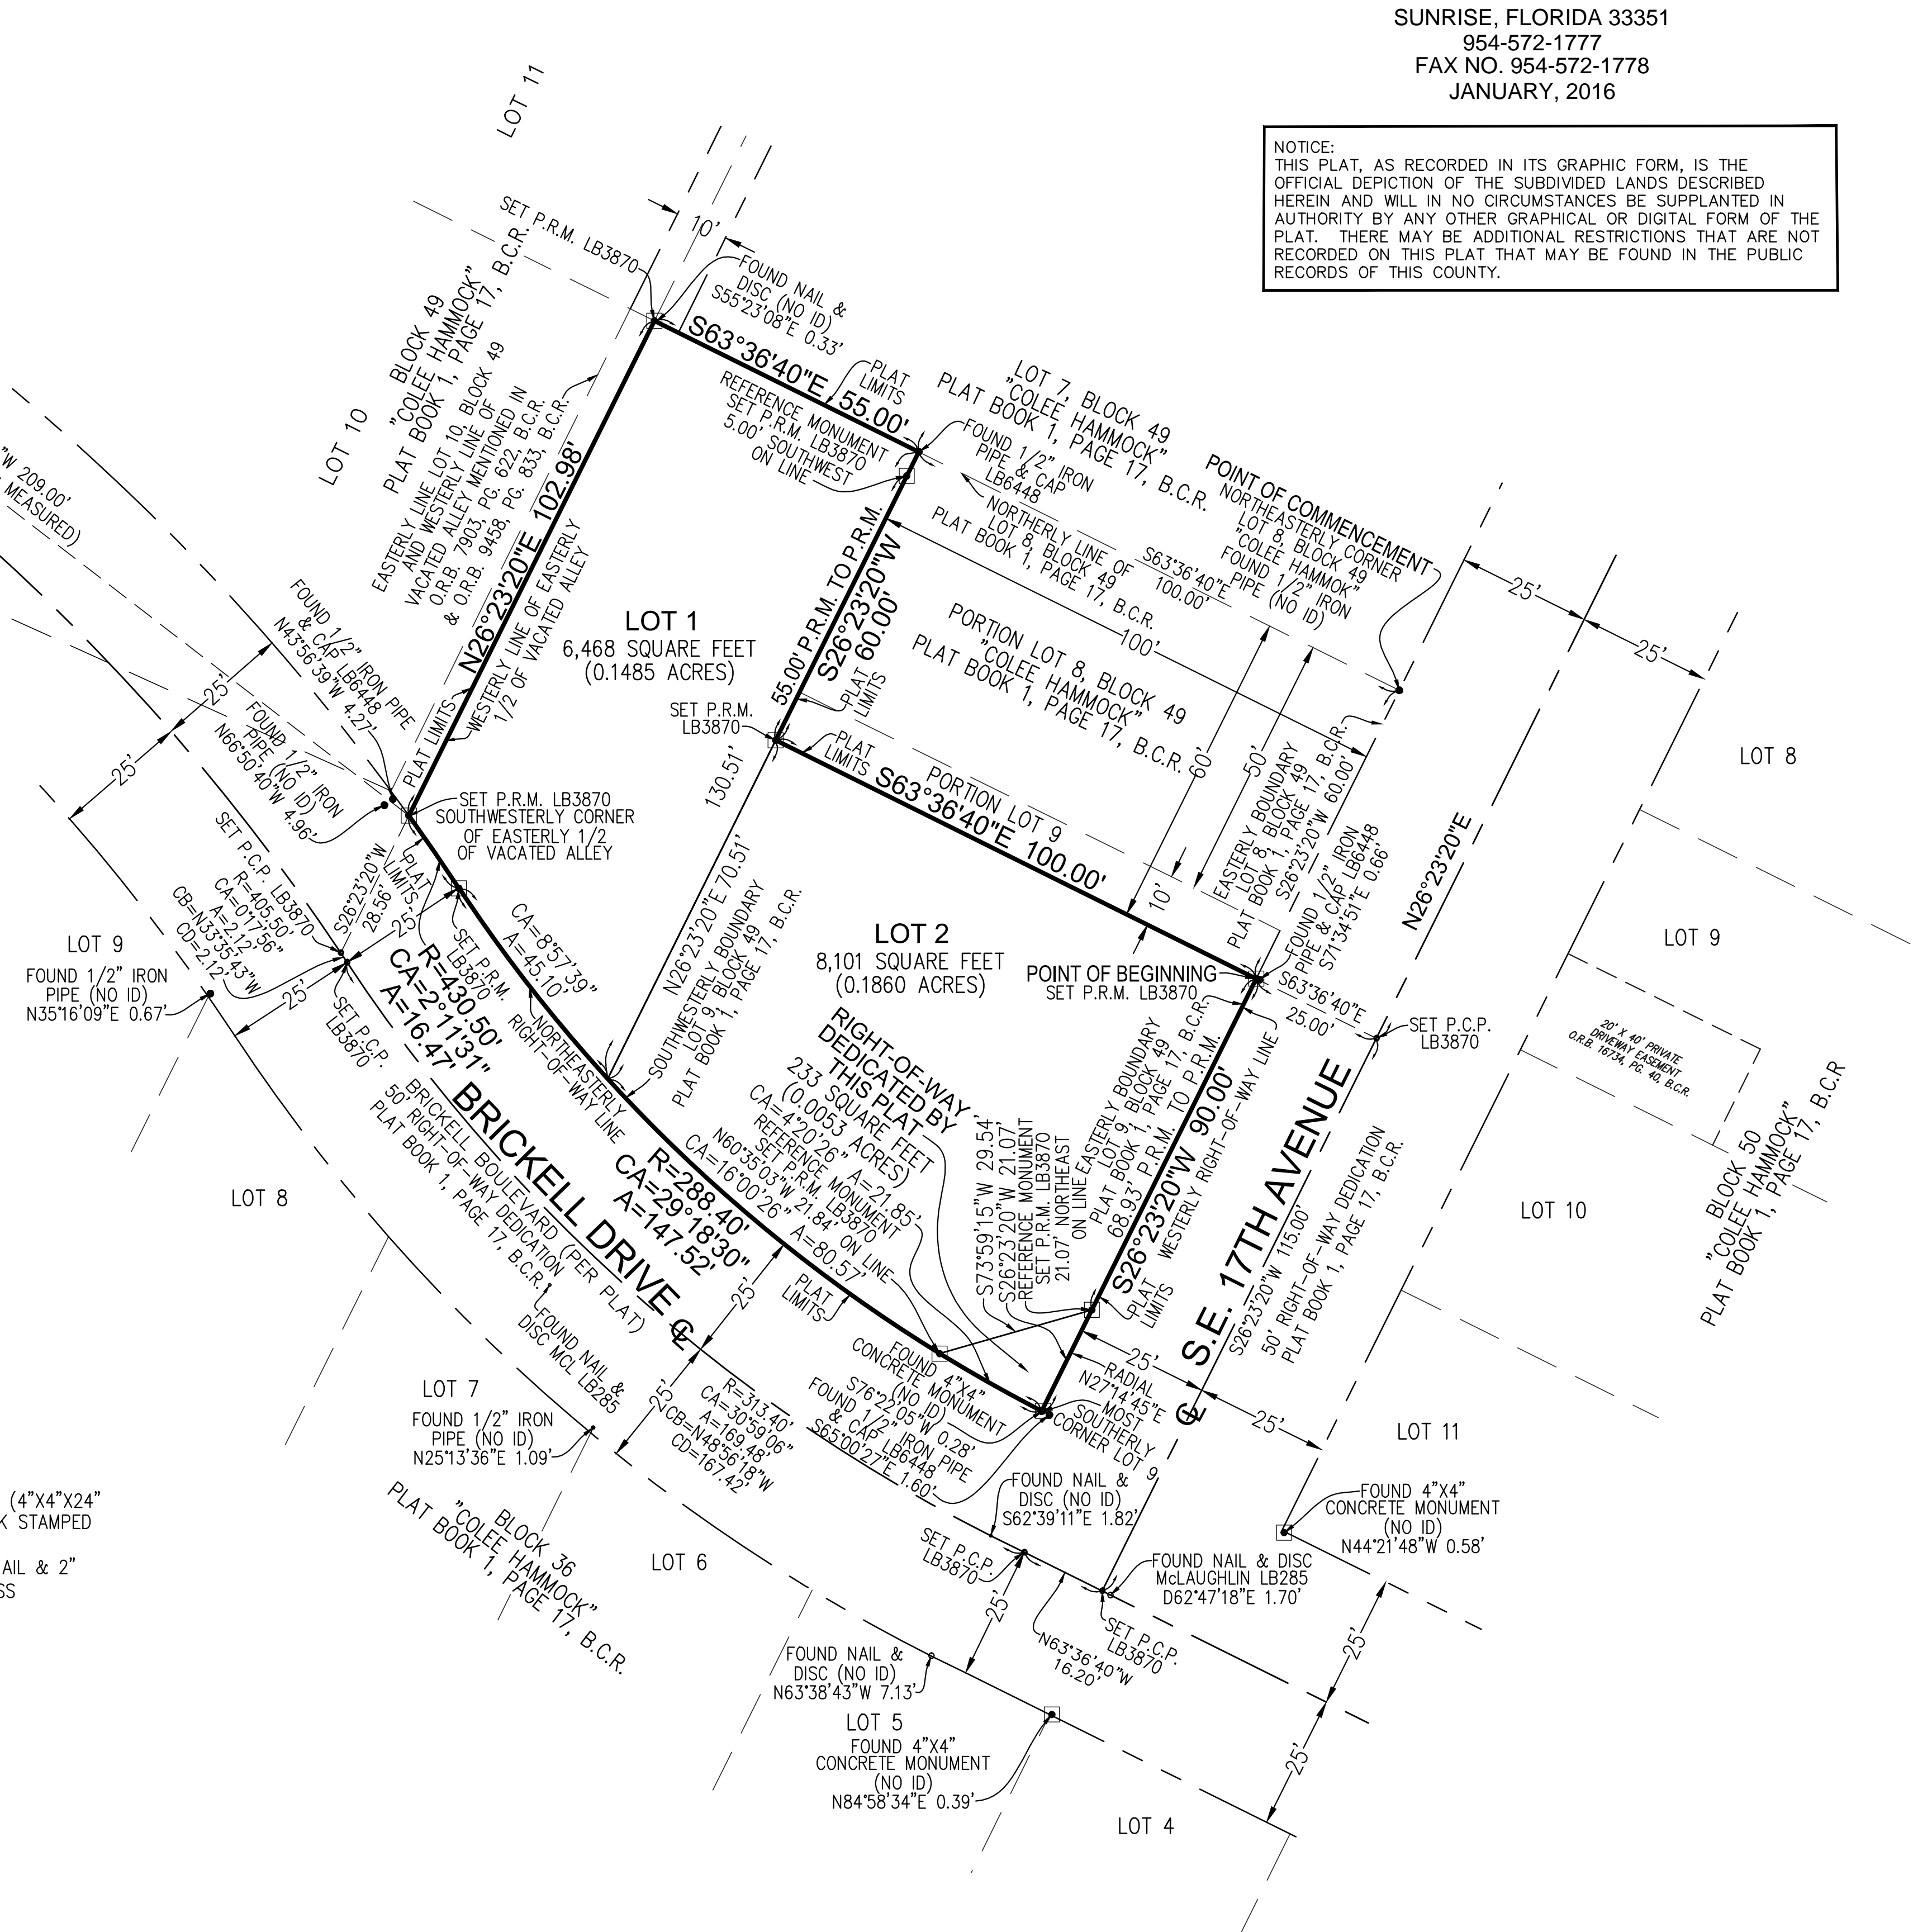 SUNRISE, FLORIDA 33351
954-572-1777
FAX NO. 954-572-1778
JANUARY, 2016
NOTICE:
THIS PLAT, AS RECORDED IN ITS GRAPHIC FORM, IS THE
OFFICIAL DEPICTION OF THE SUBDIVIDED LANDS DESCRIBED
HEREIN AND WILL IN NO CIRCUMSTANCES BE SUPPLANTED IN
AUTHORITY BY ANY OTHER GRAPHICAL OR DIGITAL FORM OF THE
PLAT. THERE MAY BE ADDITIONAL RESTRICTIONS THAT ARE NOT
RECORDED ON THIS PLAT THAT MAY BE FOUND IN THE PUBLIC
RECORDS OF THIS COUNTY.
LOT 11
SET P.R.M. LB3870
10'
FOUND NAIL &
DISC (NO ID)
S55°23'08"E 0.33'
LOT 10
BLOCK 49
"COLEE HAMMOCK"
PLAT BOOK 1, PAGE 17, B.C.R.
EASTERLY LINE LOT 10, BLOCK 49
AND WESTERLY LINE OF
VACATED ALLEY MENTIONED IN
O.R.B. 7903, PG. 622, B.C.R.
& O.R.B. 9458, PG. 833, B.C.R.
N26°23'20"E 102.98'
WESTERLY LINE OF EASTERLY
1/2 OF VACATED ALLEY
PLAT LIMITS
S63°36'40"E 55.00'
PLAT
LIMITS
REFERENCE MONUMENT
SET P.R.M. LB3870
5.00' SOUTHWEST
ON LINE
FOUND 1/2" IRON
PIPE & CAP
LB6448
LOT 7, BLOCK 49
"COLEE HAMMOCK"
PLAT BOOK 1, PAGE 17, B.C.R.
POINT OF COMMENCEMENT
NORTHEASTERLY CORNER
LOT 8, BLOCK 49
"COLEE HAMMOK"
FOUND 1/2" IRON
PIPE (NO ID)
NORTHERLY LINE OF
LOT 8, BLOCK 49
PLAT BOOK 1, PAGE 17, B.C.R.
S63°36'40"E
100.00'
100'
PORTION LOT 8, BLOCK 49
"COLEE HAMMOCK"
PLAT BOOK 1, PAGE 17, B.C.R.
55.00' P.R.M. TO P.R.M.
S26°23'20"W
60.00'
PLAT
LIMITS
LOT 1
6,468 SQUARE FEET
(0.1485 ACRES)
SET P.R.M.
LB3870
PLAT
LIMITS
PORTION LOT 9
S63°36'40"E 100.00'
60'
50'
10'
EASTERLY BOUNDARY
LOT 8, BLOCK 49
PLAT BOOK 1, PAGE 17, B.C.R.
S26°23'20"W 60.00'
FOUND 1/2" IRON
PIPE & CAP LB6448
S71°34'51"E 0.66'
N26°23'20"E
25'
25'
LOT 8
LOT 9
LOT 10
LOT 11
20' X 40' PRIVATE
DRIVEWAY EASEMENT
O.R.B. 16734, PG. 40, B.C.R.
BLOCK 50
"COLEE HAMMOCK"
PLAT BOOK 1, PAGE 17, B.C.R
"W 209.00'
MEASURED)
FOUND 1/2" IRON PIPE
& CAP LB6448
N43°56'39"W 4.27'
FOUND 1/2" IRON
PIPE (NO ID)
N66°50'40"W 4.96'
25'
25'
SET P.R.M. LB3870
SOUTHWESTERLY CORNER
OF EASTERLY 1/2
OF VACATED ALLEY
PLAT
LIMITS
S26°23'20"W
28.56'
SET P.C.P. LB3870
R=405.50'
CA=0°17'56"
A=2.12'
CB=N33°35'43"W
CD=2.12'
25'
25'
LOT 9
FOUND 1/2" IRON
PIPE (NO ID)
N35°16'09"E 0.67'
SET P.C.P.
LB3870
SET P.R.M.
LB3870
R=430.50'
CA=2°11'31"
A=16.47'
CA=8°57'39"
A=45.10'
NORTHEASTERLY
RIGHT-OF-WAY LINE
130.51'
N26°23'20"E 70.51'
SOUTHWESTERLY BOUNDARY
LOT 9, BLOCK 49
PLAT BOOK 1, PAGE 17, B.C.R.
LOT 2
8,101 SQUARE FEET
(0.1860 ACRES)
POINT OF BEGINNING
SET P.R.M. LB3870
S63°36'40"E
25.00'
SET P.C.P.
LB3870
RIGHT-OF-WAY
DEDICATED BY
THIS PLAT
233 SQUARE FEET
(0.0053 ACRES)
CA=4°20'26" A=21.85'
REFERENCE MONUMENT
SET P.R.M. LB3870
N60°35'03"W 21.84' ON LINE
CA=16°00'26" A=80.57'
R=288.40'
CA=29°18'30"
A=147.52'
S73°59'15"W 29.54'
S26°23'20"W 21.07'
REFERENCE MONUMENT
SET P.R.M. LB3870
21.07' NORTHEAST
ON LINE
EASTERLY BOUNDARY
LOT 9, BLOCK 49
PLAT BOOK 1, PAGE 17, B.C.R.
68.93' P.R.M. TO P.R.M.
S26°23'20"W 90.00'
WESTERLY RIGHT-OF-WAY LINE
PLAT
LIMITS
S.E. 17TH AVENUE
S26°23'20"W 115.00'
50' RIGHT-OF-WAY DEDICATION
PLAT BOOK 1, PAGE 17, B.C.R.
BRICKELL DRIVE
BRICKELL BOULEVARD (PER PLAT)
50' RIGHT-OF-WAY DEDICATION
PLAT BOOK 1, PAGE 17, B.C.R.
LOT 8
FOUND NAIL &
DISC MCL LB285
LOT 7
FOUND 1/2" IRON
PIPE (NO ID)
N25°13'36"E 1.09'
25'
25'
PLAT
LIMITS
R=313.40'
CA=30°59'06"
A=169.48'
CB=N48°56'18"W
CD=167.42'
FOUND 4"X4"
CONCRETE MONUMENT
(NO ID)
S76°22'05"W 0.28'
FOUND 1/2" IRON PIPE
& CAP LB6448
S65°00'27"E 1.60'
RADIAL
N27°14'45"E
MOST
SOUTHERLY
CORNER LOT 9
25'
25'
FOUND NAIL &
DISC (NO ID)
S62°39'11"E 1.82'
FOUND 4"X4"
CONCRETE MONUMENT
(NO ID)
N44°21'48"W 0.58'
SET P.C.P.
LB3870
FOUND NAIL & DISC
McLAUGHLIN LB285
D62°47'18"E 1.70'
SET P.C.P.
LB3870
N63°36'40"W
16.20'
25'
25'
25'
BLOCK 36
"COLEE HAMMOCK"
PLAT BOOK 1, PAGE 17, B.C.R.
LOT 6
FOUND NAIL &
DISC (NO ID)
N63°38'43"W 7.13'
LOT 5
FOUND 4"X4"
CONCRETE MONUMENT
(NO ID)
N84°58'34"E 0.39'
LOT 4
(4"X4"X24"
K STAMPED
AIL & 2"
SS